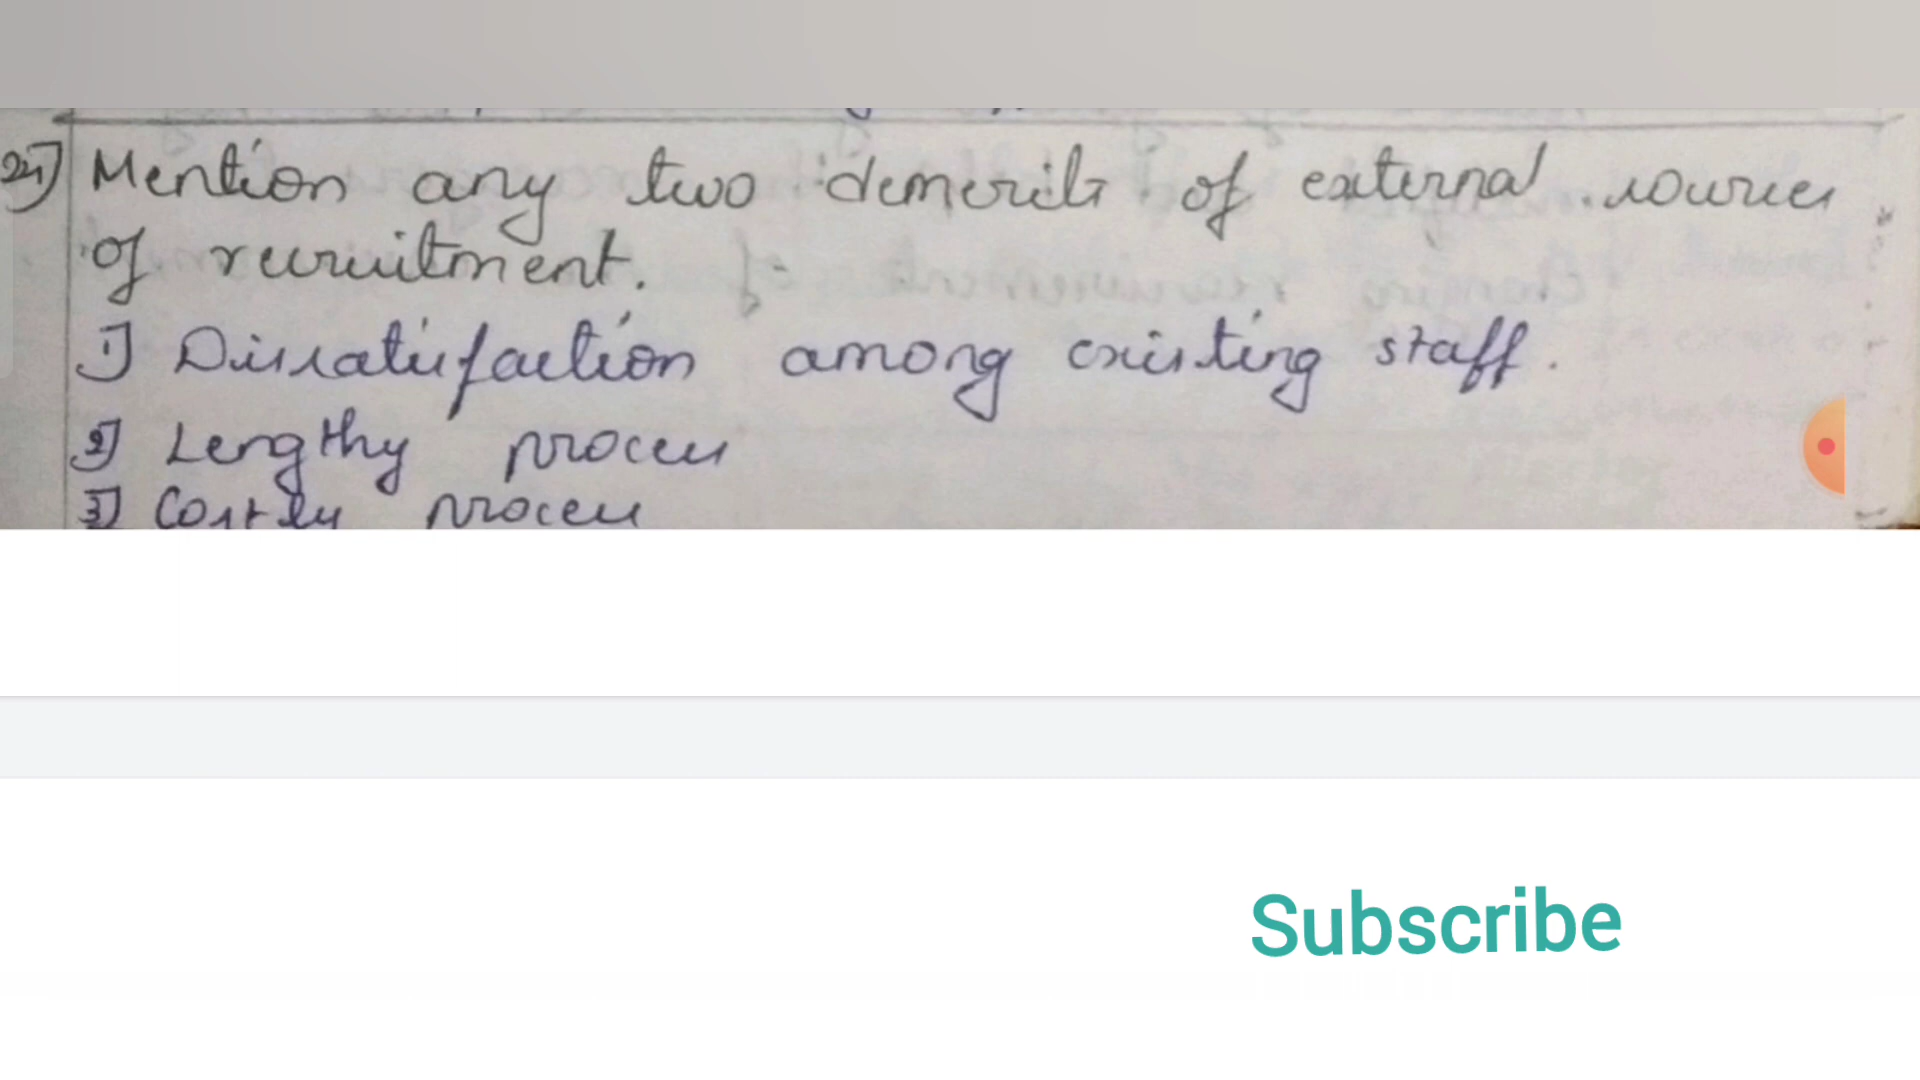 24] Mention any two demerits of external sources
of recruitment.
1] Dissatisfaction among existing staff.
2] Lengthy process
3] Costly process
Subscribe